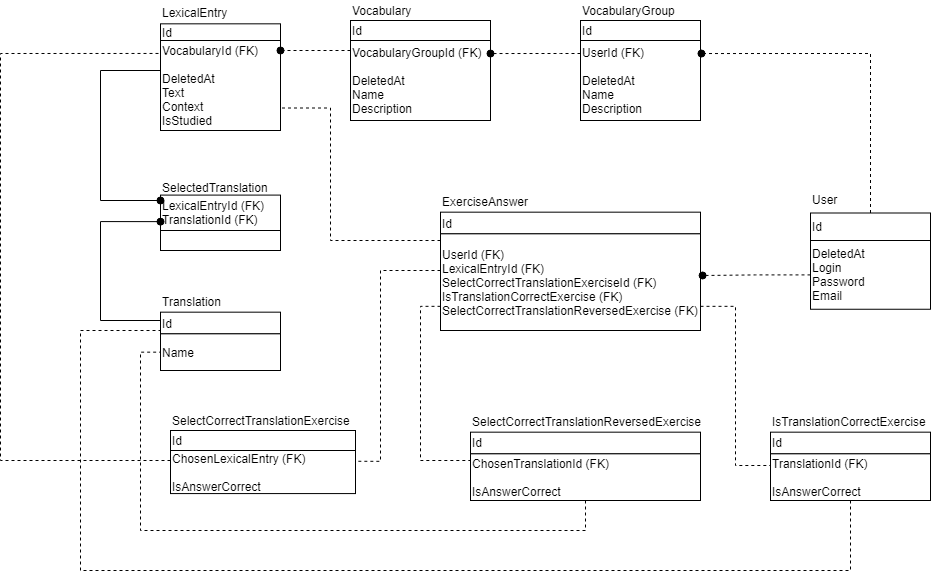 LexicalEntry
Id
VocabularyId (FK)
DeletedAt
Text
Context
IsStudied
Vocabulary
Id
VocabularyGroupId (FK)
DeletedAt
Name
Description
VocabularyGroup
Id
UserId (FK)
DeletedAt
Name
Description
SelectedTranslation
LexicalEntryId (FK)
TranslationId (FK)
ExerciseAnswer
Id
UserId (FK)
LexicalEntryId (FK)
SelectCorrectTranslationExerciseId (FK)
IsTranslationCorrectExercise (FK)
SelectCorrectTranslationReversedExercise (FK)
User
Id
DeletedAt
Login
Password
Email
Translation
Id
Name
SelectCorrectTranslationExercise
Id
ChosenLexicalEntry (FK)
IsAnswerCorrect
SelectCorrectTranslationReversedExercise
Id
ChosenTranslationId (FK)
IsAnswerCorrect
IsTranslationCorrectExercise
Id
TranslationId (FK)
IsAnswerCorrect